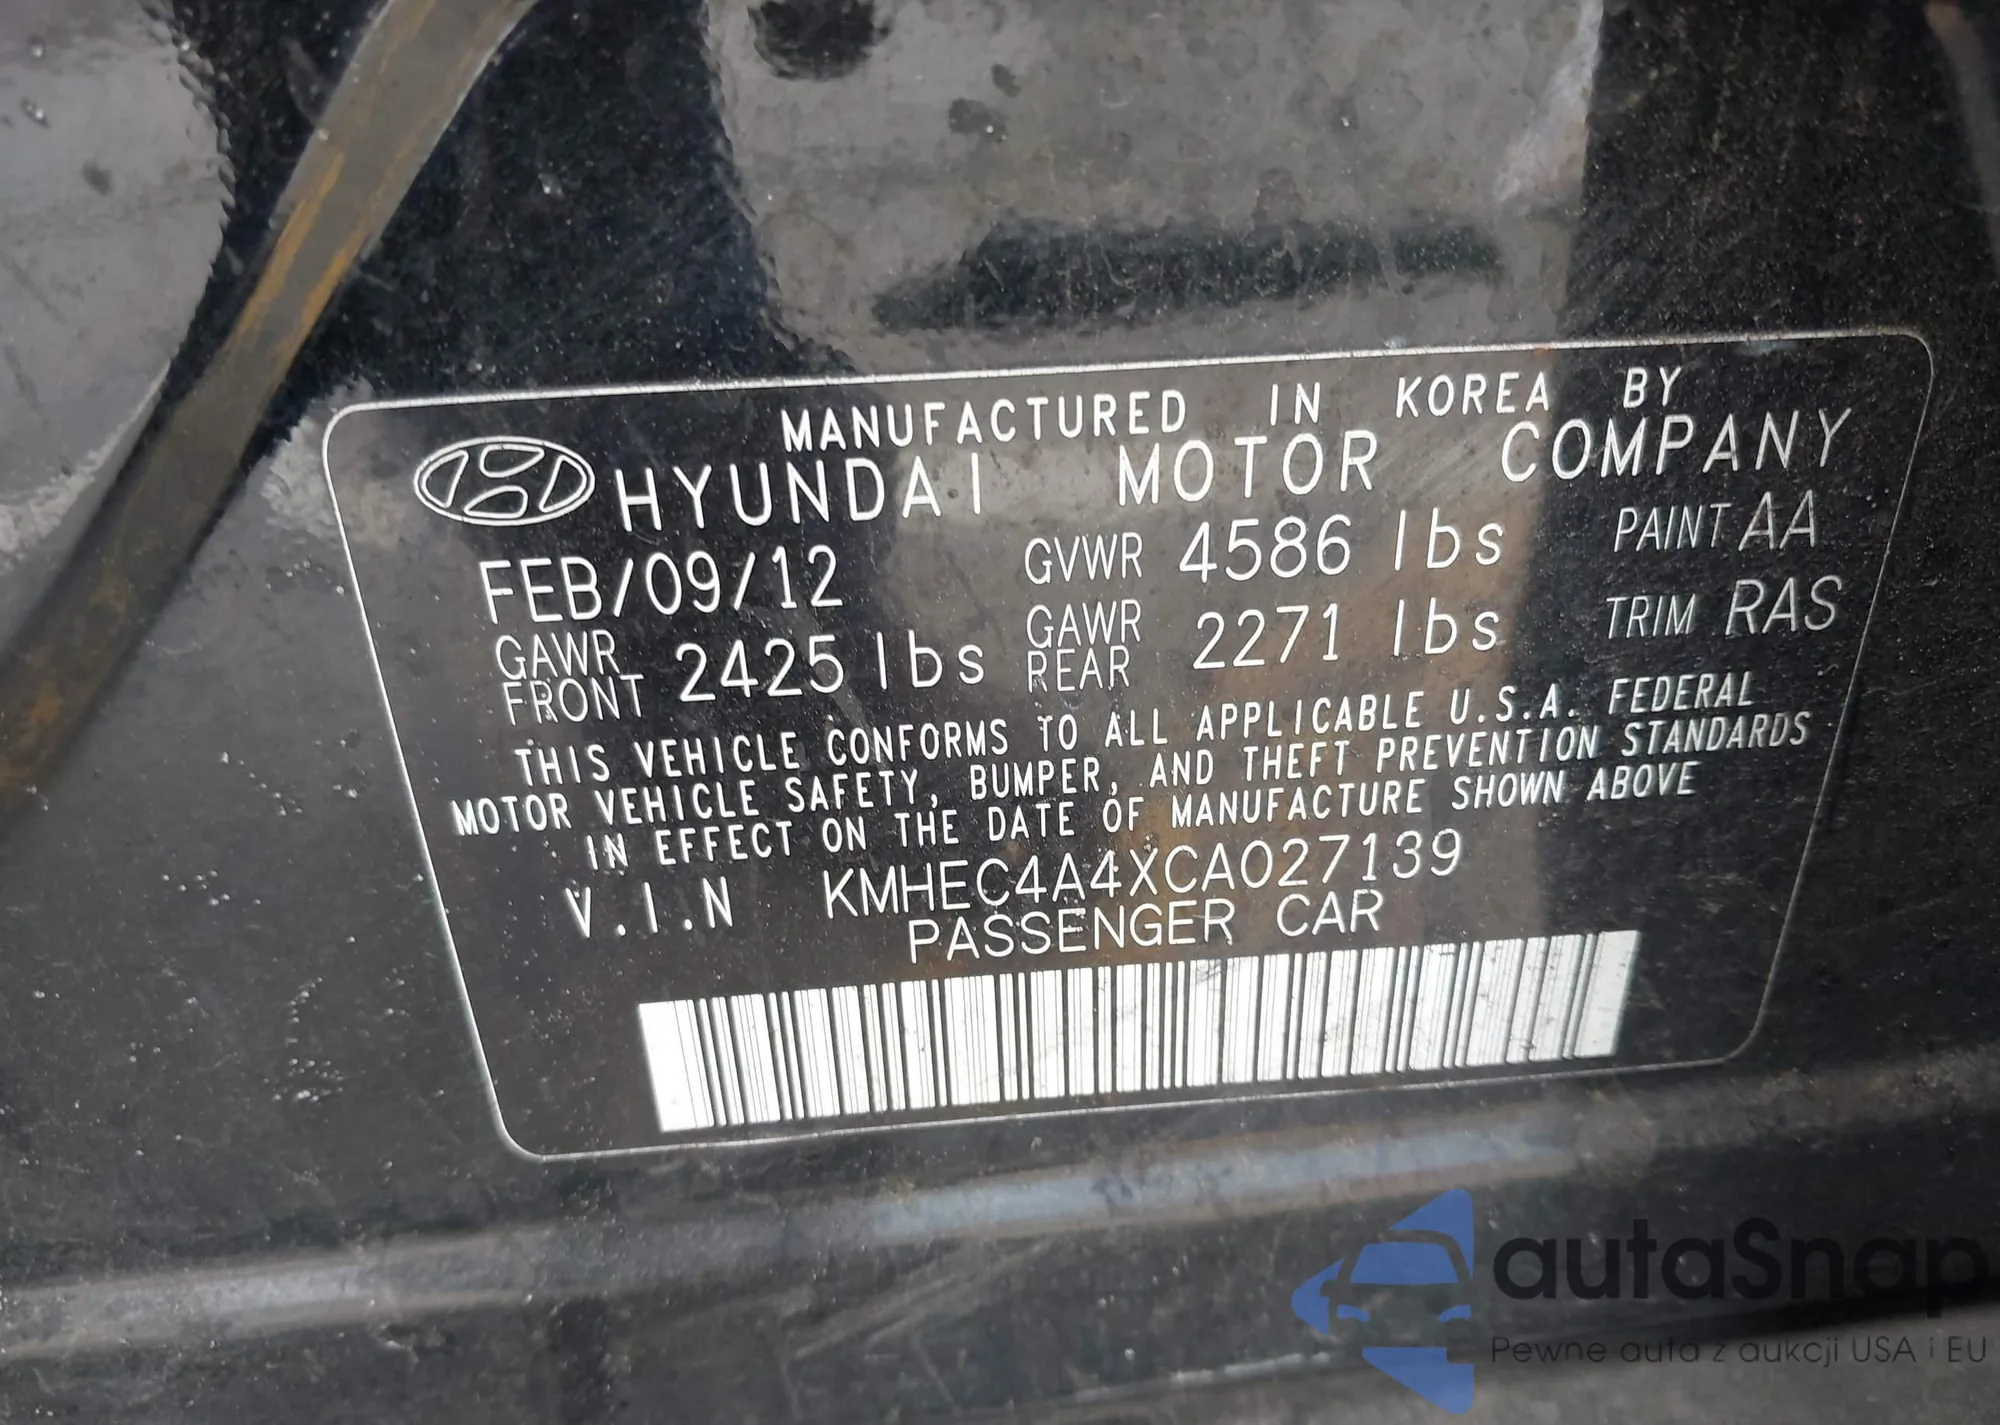 MANUFACTURED IN KOREA BY
HYUNDAI MOTOR COMPANY
FEB/09/12 GVWR 4586 lbs PAINT AA
GAWR FRONT 2425 lbs GAWR REAR 2271 lbs TRIM RAS
THIS VEHICLE CONFORMS TO ALL APPLICABLE U.S.A. FEDERAL
MOTOR VEHICLE SAFETY, BUMPER, AND THEFT PREVENTION STANDARDS
IN EFFECT ON THE DATE OF MANUFACTURE SHOWN ABOVE
V.I.N KMHEC4A4XCA027139
PASSENGER CAR
autaSnap
Pewne auta z aukcji USA i EU